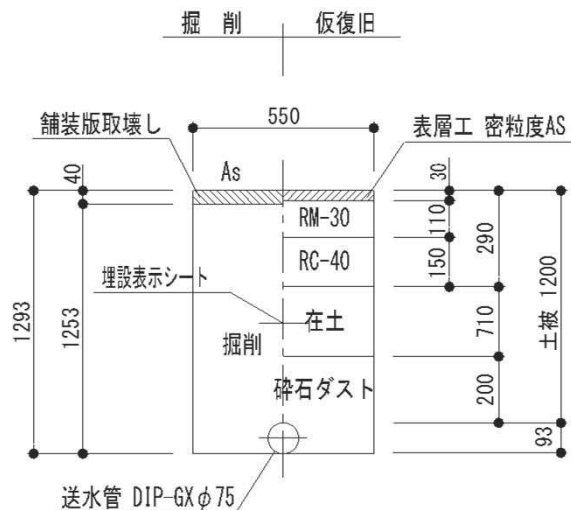 掘 削 仮復旧
550
舗装版取壊し
表層工 密粒度AS
As
40
30
RM-30
110
290
RC-40
150
埋設表示シート
在土
掘削
1293
1253
710
土被 1200
砕石ダスト
200
93
送水管 DIP-GXφ75